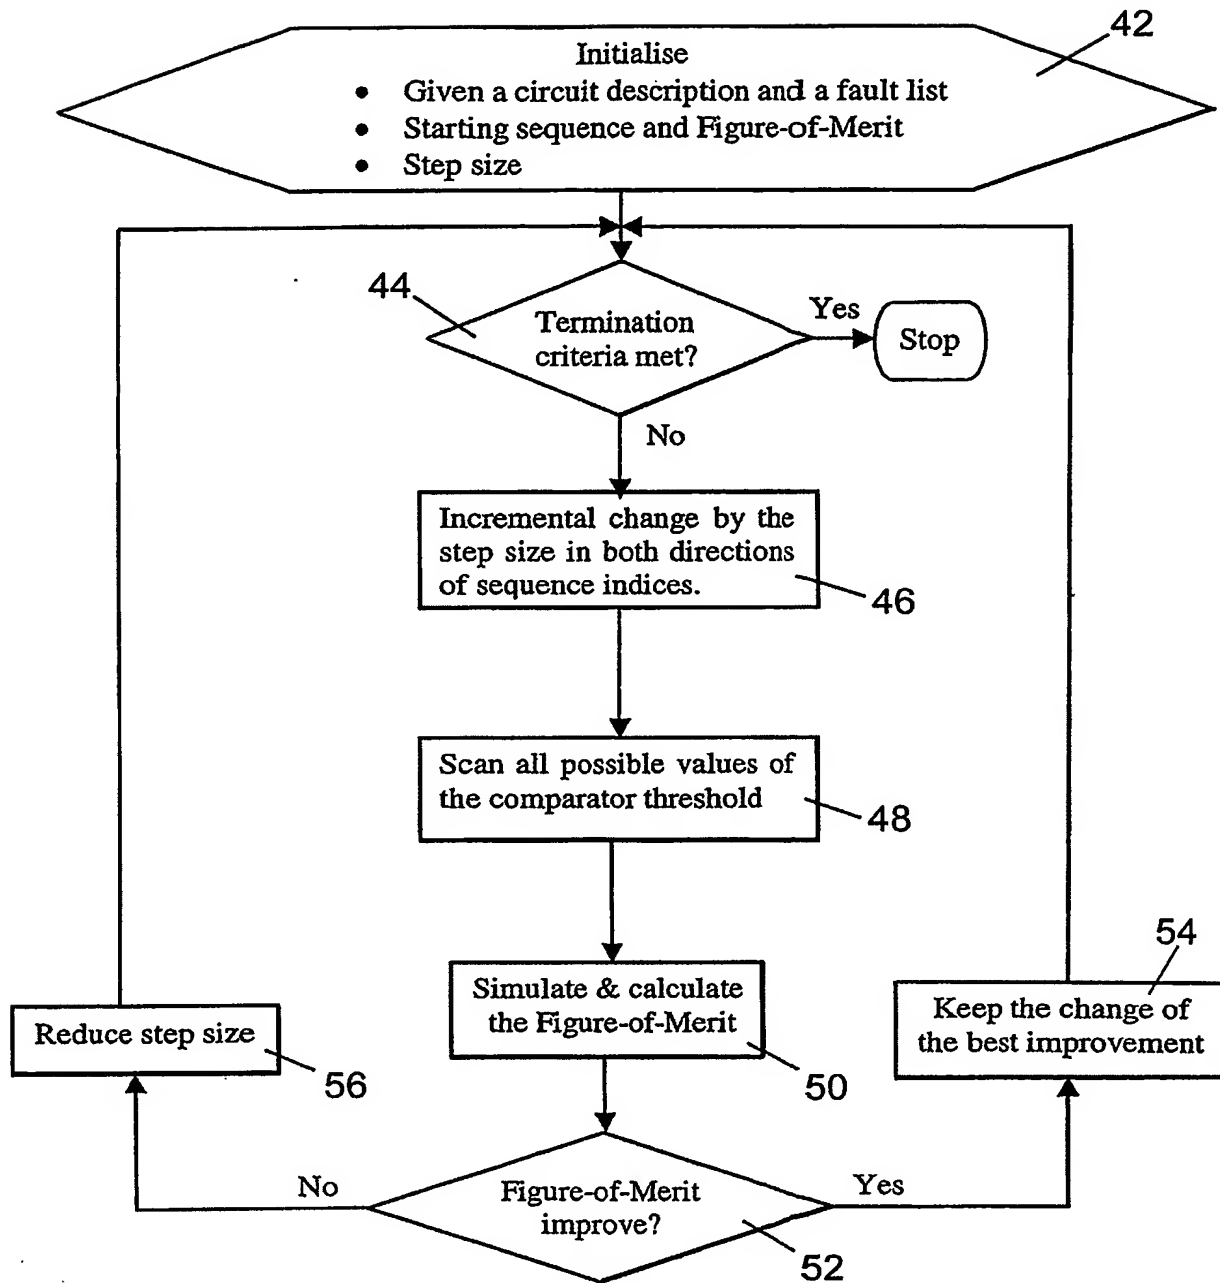 42
Initialise
• Given a circuit description and a fault list
• Starting sequence and Figure-of-Merit
• Step size
44
Termination
criteria met?
Yes
Stop
No
Incremental change by the
step size in both directions
of sequence indices.
46
Scan all possible values of
the comparator threshold
48
Simulate & calculate
the Figure-of-Merit
50
54
Keep the change of
the best improvement
Reduce step size
56
No
Figure-of-Merit
improve?
Yes
52